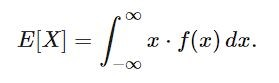 E[X] = ∫_{-∞}^{∞} x · f(x) dx.